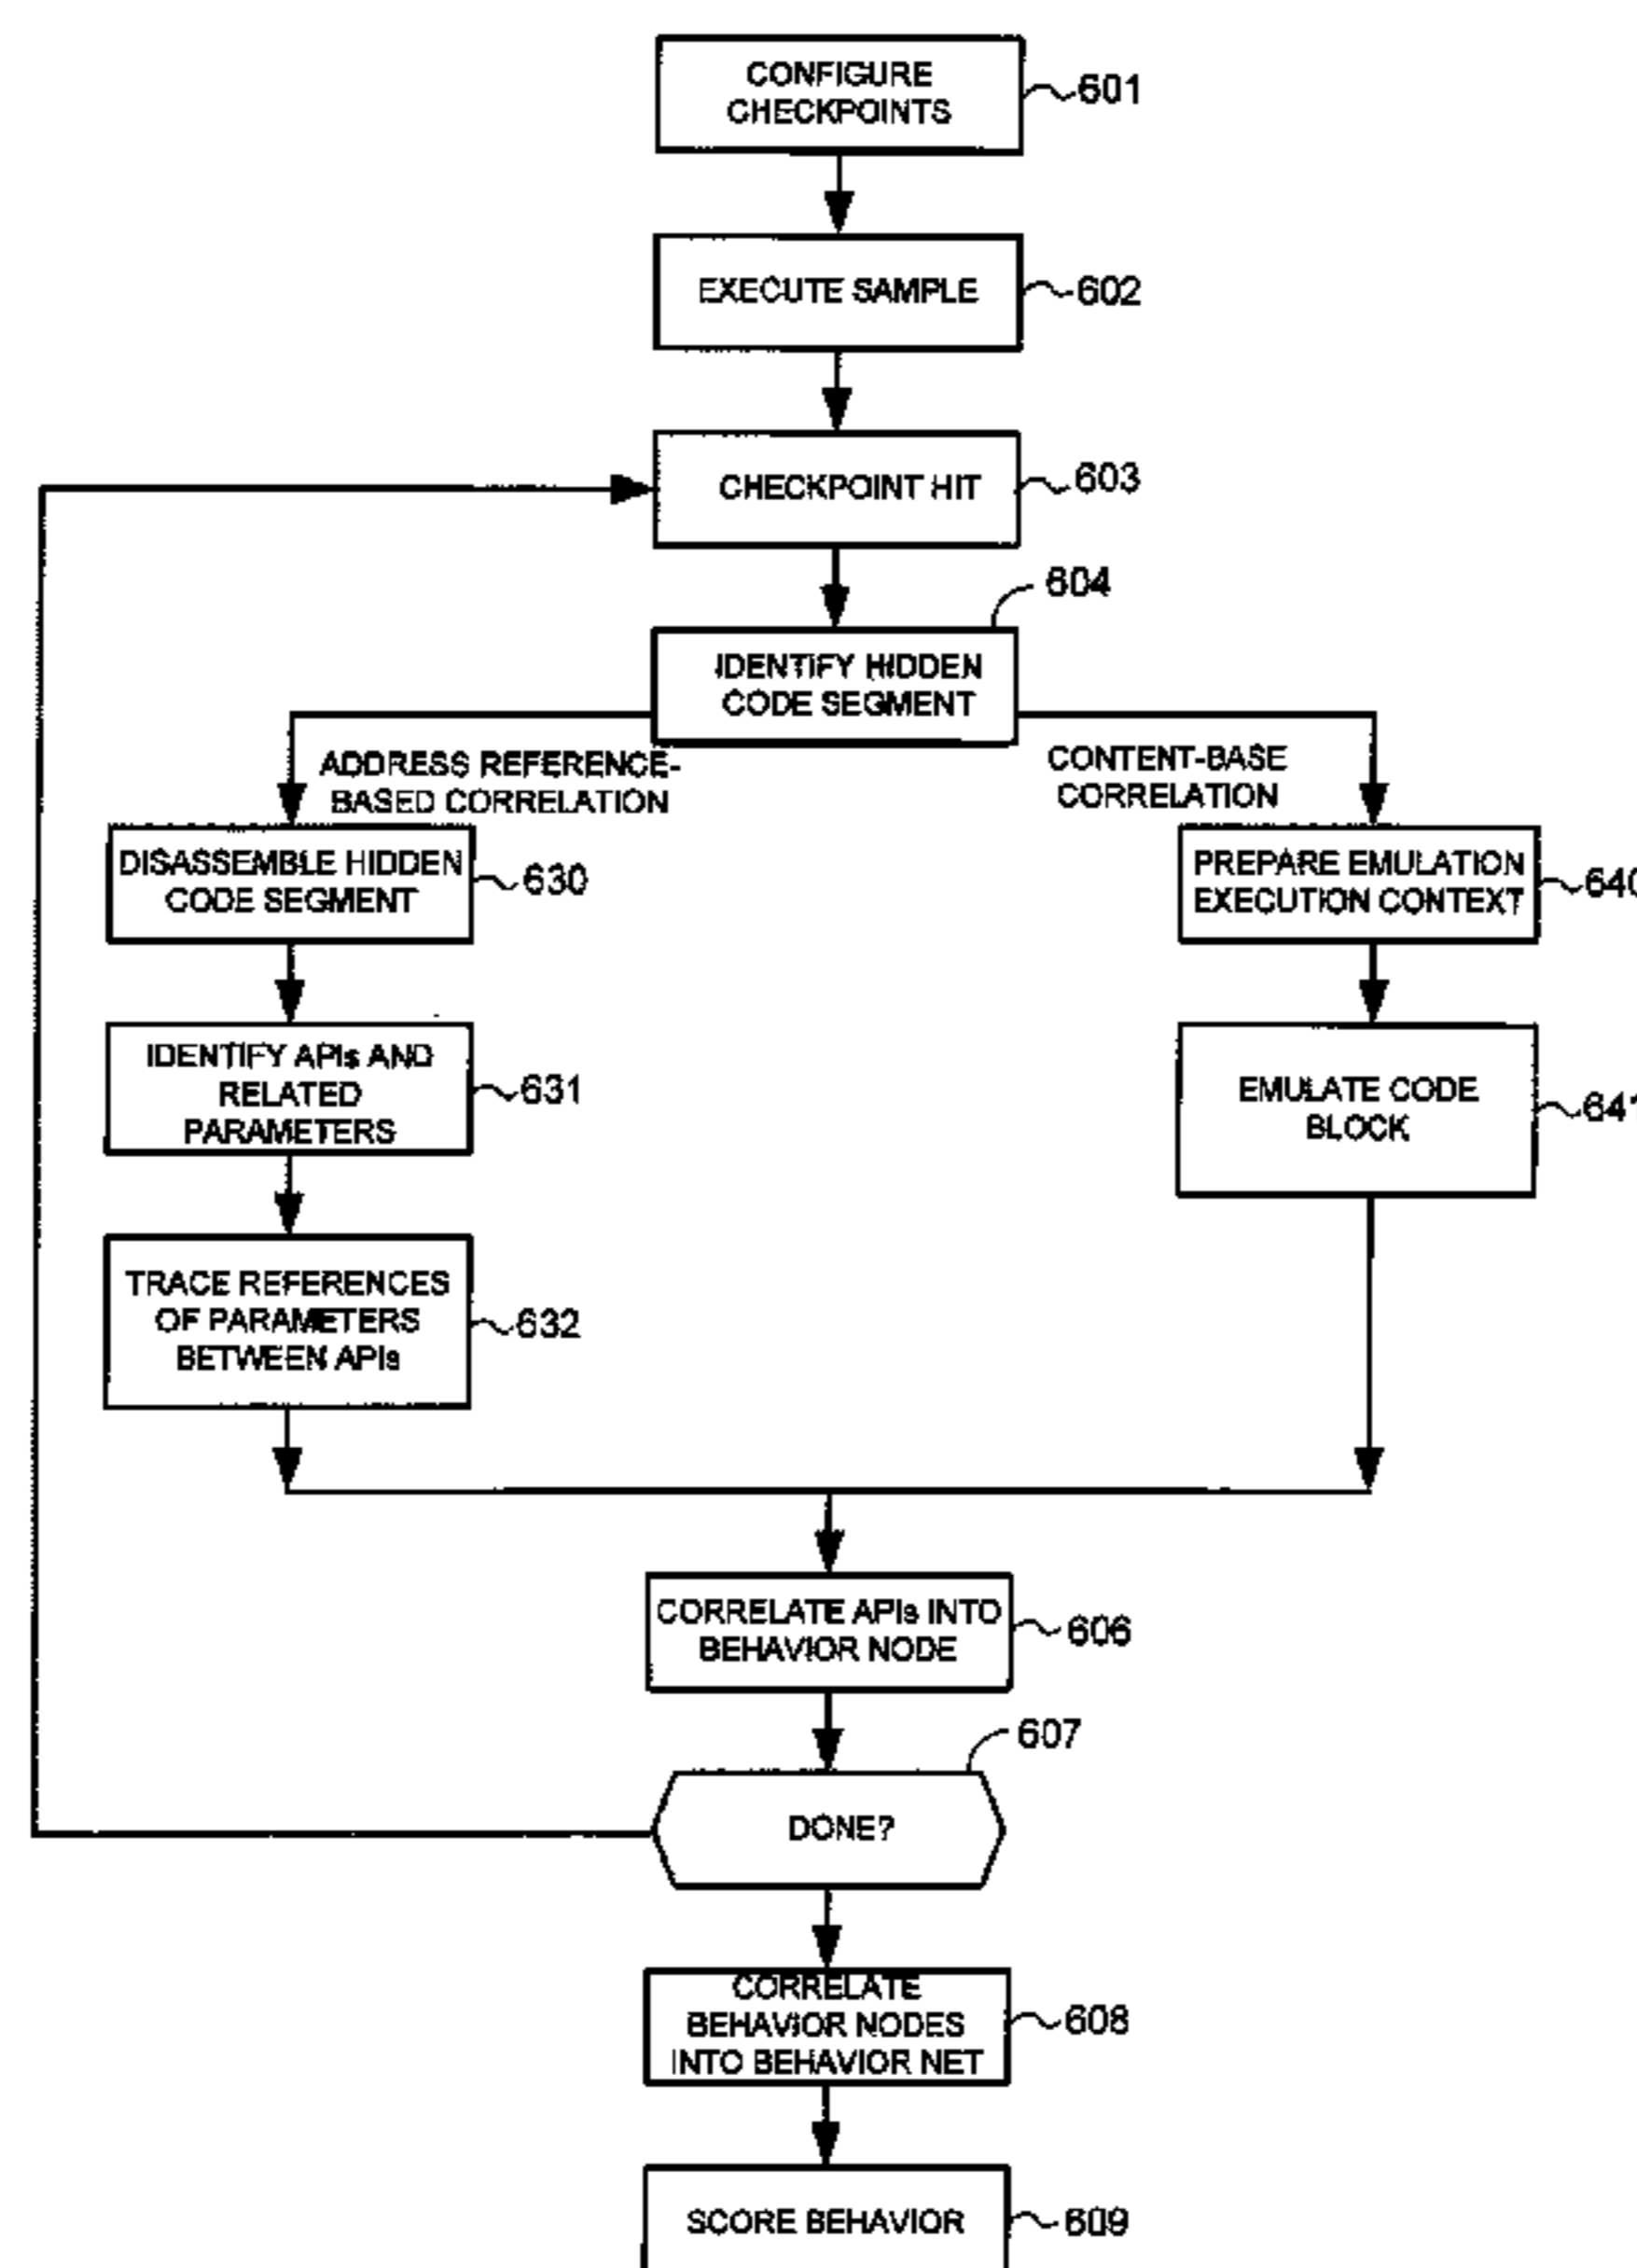 CONFIGURE
CHECKPOINTS
601
EXECUTE SAMPLE
602
CHECKPOINT HIT
603
604
IDENTIFY HIDDEN
CODE SEGMENT
ADDRESS REFERENCE-
BASED CORRELATION
CONTENT-BASE
CORRELATION
DISASSEMBLE HIDDEN
CODE SEGMENT
630
PREPARE EMULATION
EXECUTION CONTEXT
640
IDENTIFY APIs AND
RELATED
PARAMETERS
631
EMULATE CODE
BLOCK
641
TRACE REFERENCES
OF PARAMETERS
BETWEEN APIs
632
CORRELATE APIs INTO
BEHAVIOR NODE
606
607
DONE?
CORRELATE
BEHAVIOR NODES
INTO BEHAVIOR NET
608
SCORE BEHAVIOR
609